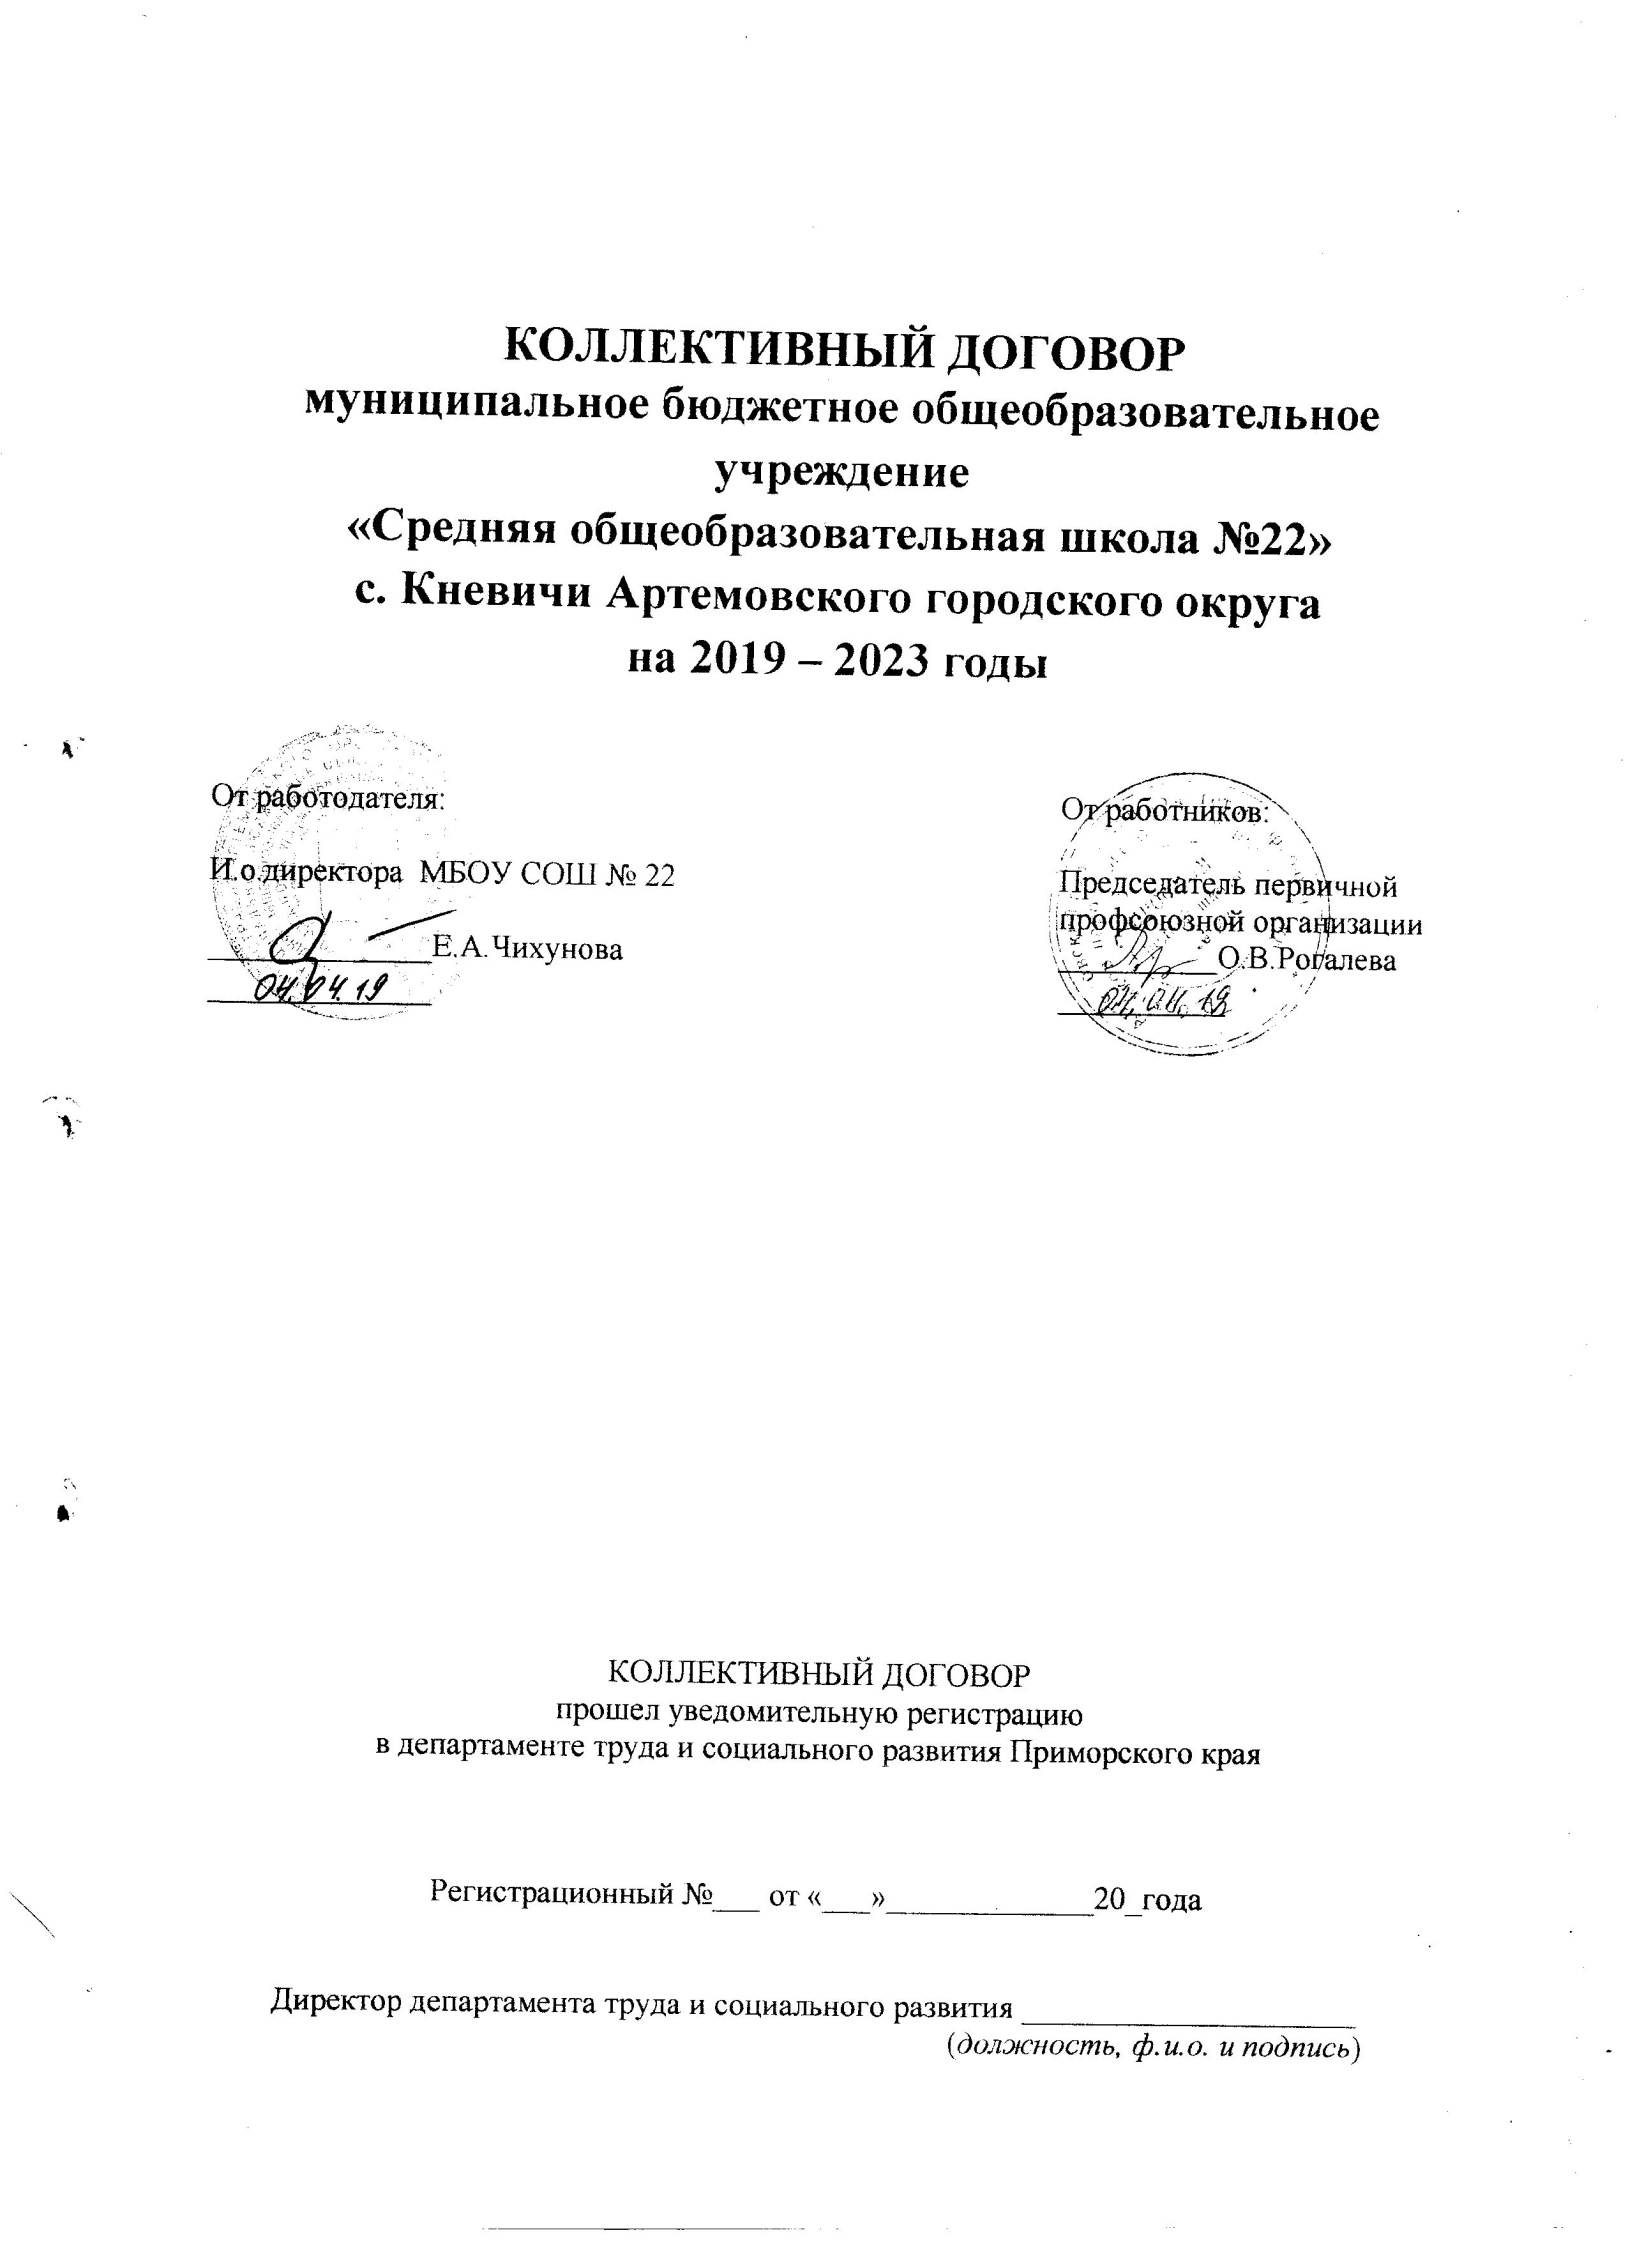 КОЛЛЕКТИВНЫЙ ДОГОВОР
муниципальное бюджетное общеобразовательное
учреждение
«Средняя общеобразовательная школа №22»
с. Кневичи Артемовского городского округа
на 2019 – 2023 годы
От работодателя:
И.о.директора МБОУ СОШ № 22
Е.А.Чихунова
04.04.19
От работников:
Председатель первичной
профсоюзной организации
О.В.Рогалева
04.04.19
КОЛЛЕКТИВНЫЙ ДОГОВОР
прошел уведомительную регистрацию
в департаменте труда и социального развития Приморского края
Регистрационный №___ от «___»_____________20_года
Директор департамента труда и социального развития _____________________
(должность, ф.и.о. и подпись)